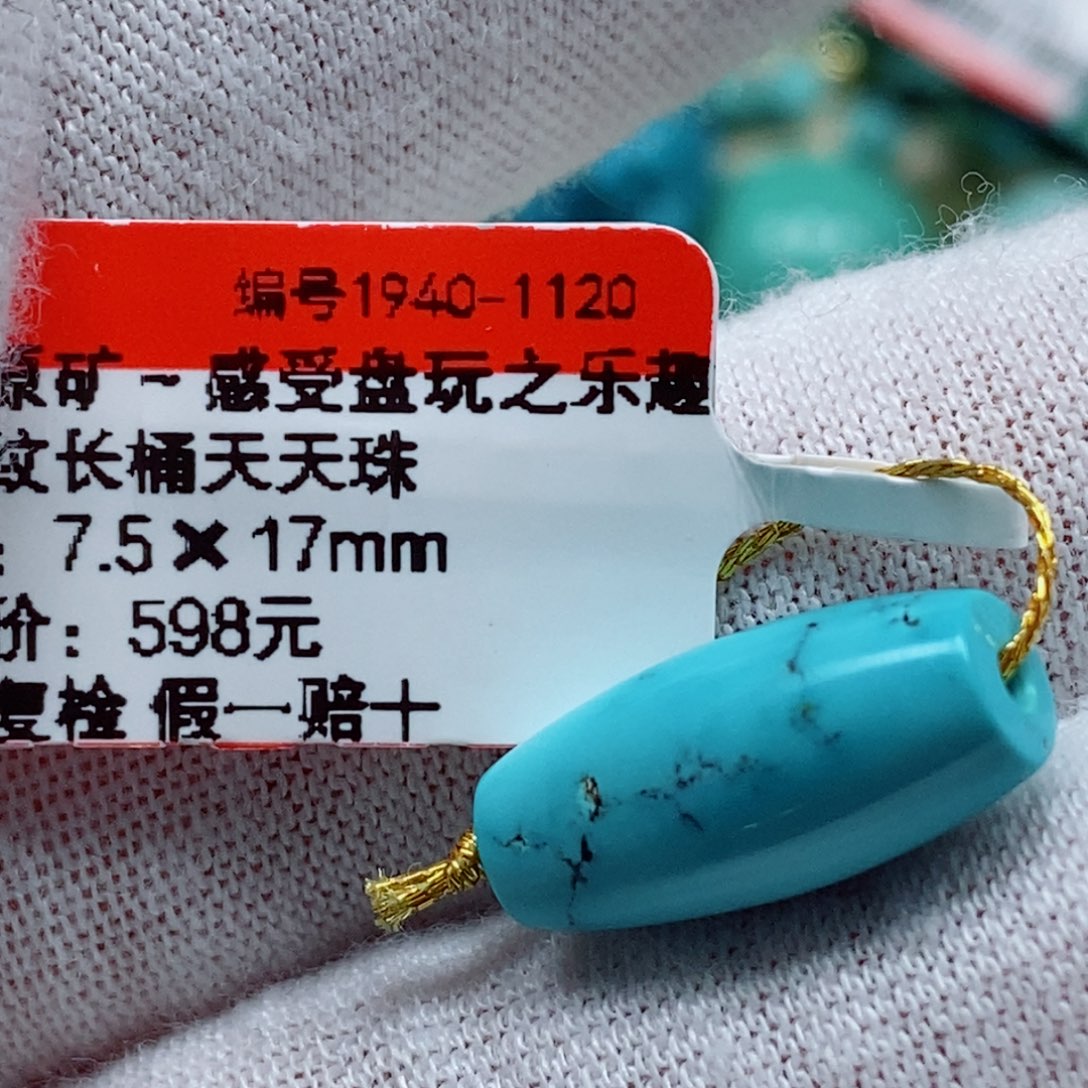 编号1940-1120
原矿~感受盘玩之乐趣
纹长桶天天珠
：7.5×17mm
价：598元
复检 假一赔十